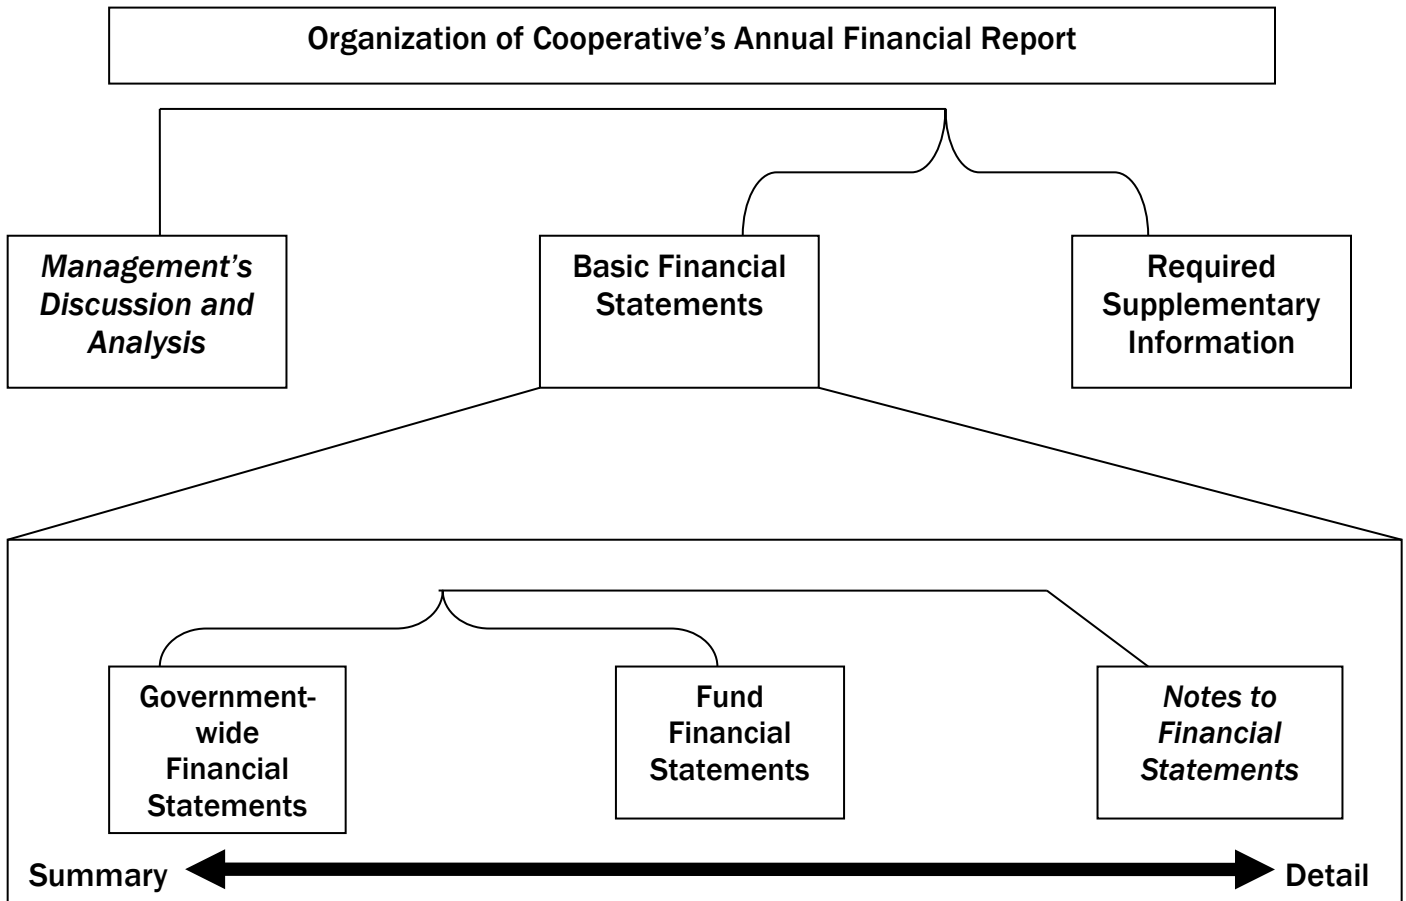 Organization of Cooperative’s Annual Financial Report
Management’s
Discussion and
Analysis
Basic Financial
Statements
Required
Supplementary
Information
Government-
wide
Financial
Statements
Fund
Financial
Statements
Notes to
Financial
Statements
Summary
Detail